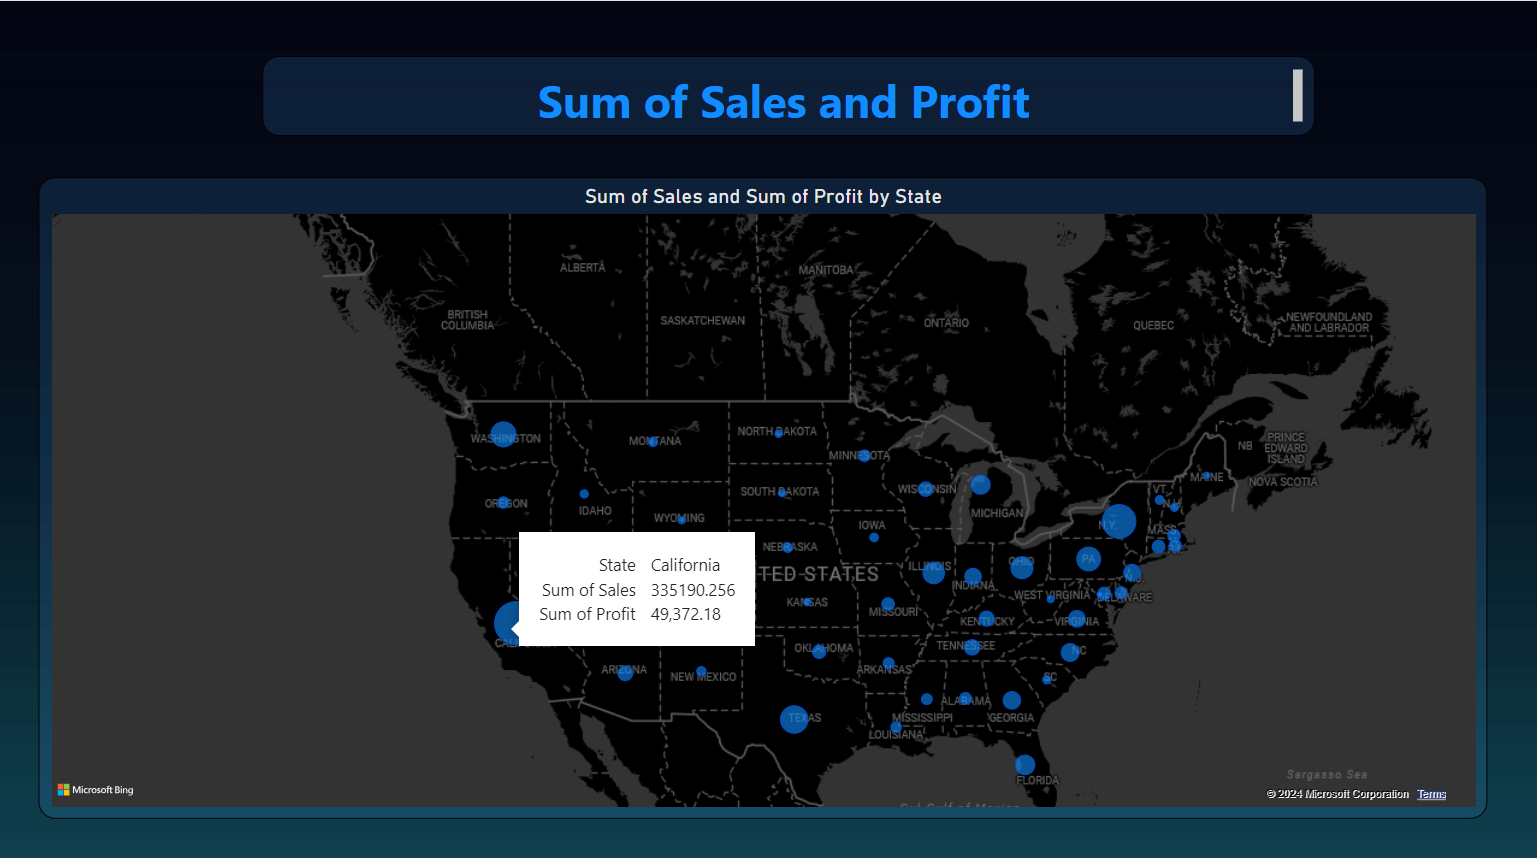 Sum of Sales and Profit
Sum of Sales and Sum of Profit by State
ALBERTA
MANITOBA
BRITISH
COLUMBIA
SASKATCHEWAN
ONTARIO
QUEBEC
NEWFOUNDLAND
AND LABRADOR
WASHINGTON
MONTANA
NORTH DAKOTA
MINNESOTA
NB
PRINCE
EDWARD
ISLAND
NOVA SCOTIA
MAINE
OREGON
IDAHO
WYOMING
SOUTH DAKOTA
WISCONSIN
MICHIGAN
VT.
N.H.
N.Y.
MASS.
R.I.
IOWA
NEBRASKA
State California
Sum of Sales 335190.256
Sum of Profit 49,372.18
TED STATES
ILLINOIS
INDIANA
OHIO
PA
N.J.
DELAWARE
WEST VIRGINIA
KANSAS
MISSOURI
KENTUCKY
VIRGINIA
ARIZONA
NEW MEXICO
OKLAHOMA
ARKANSAS
TENNESSEE
NC
SC
TEXAS
MISSISSIPPI
ALABAMA
GEORGIA
LOUISIANA
FLORIDA
Sargasso Sea
Microsoft Bing
© 2024 Microsoft Corporation Terms